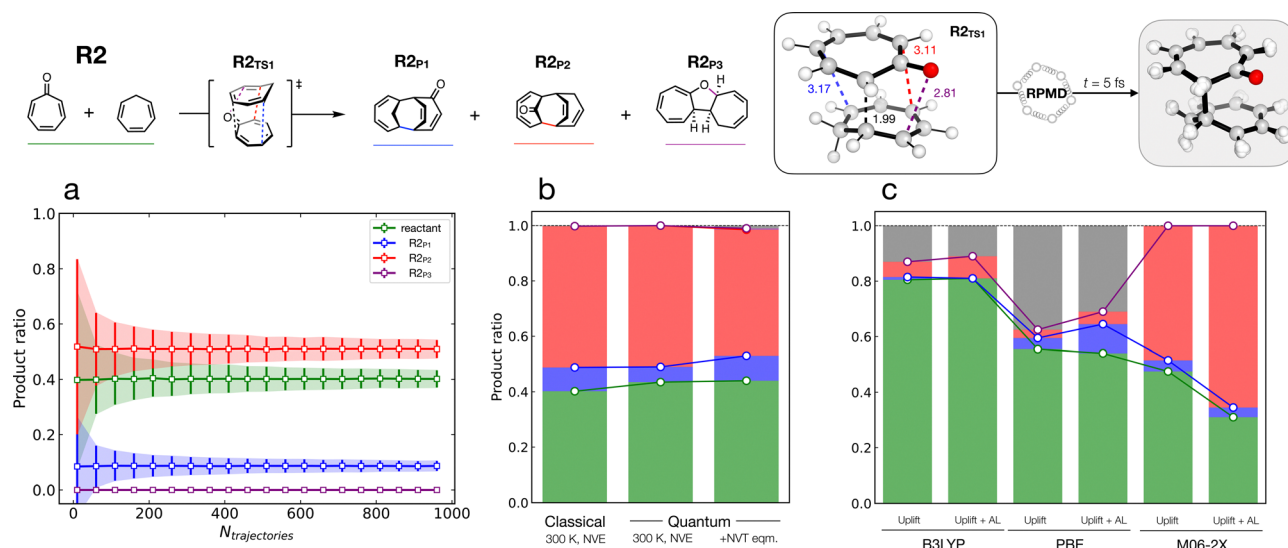 R2
R2TS1
R2P1
R2P2
R2P3
R2TS1
O
+
‡
O
O
+
O
+
O
H
H
H
3.11
3.17
2.81
1.99
RPMD
t = 5 fs
a
Product ratio
1.0
0.8
0.6
0.4
0.2
0.0
reactant
R2P1
R2P2
R2P3
0
200
400
600
800
1000
Ntrajectories
b
Product ratio
1.0
0.8
0.6
0.4
0.2
0.0
Classical
Quantum
300 K, NVE
300 K, NVE
+NVT eqm.
c
Product ratio
1.0
0.8
0.6
0.4
0.2
0.0
Uplift
Uplift + AL
Uplift
Uplift + AL
Uplift
Uplift + AL
B3LYP
PBE
M06-2X